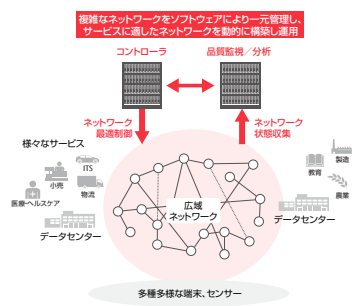 複雑なネットワークをソフトウェアにより一元管理し、
サービスに適したネットワークを動的に構築し運用
コントローラ
品質監視／分析
ネットワーク
最適制御
ネットワーク
状態収集
様々なサービス
ITS
小売
物流
医療・ヘルスケア
データセンター
広域
ネットワーク
製造
教育
農業
データセンター
多種多様な端末、センサー